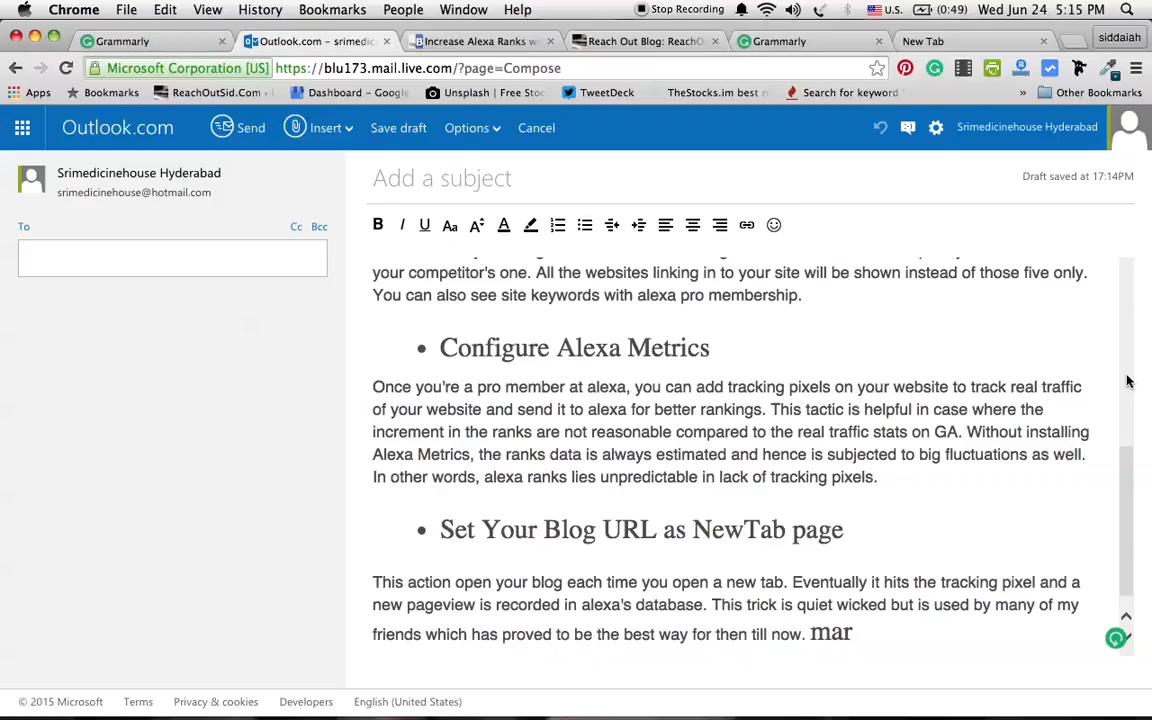 Chrome File Edit View History Bookmarks People Window Help Stop Recording U.S. (0:49) Wed Jun 24 5:15 PM
Grammarly Outlook.com – srimedic Increase Alexa Ranks w Reach Out Blog: ReachO Grammarly New Tab siddaiah
Microsoft Corporation [US] https://blu173.mail.live.com/?page=Compose
Apps Bookmarks ReachOutSid.Com Dashboard – Google Unsplash | Free Sto TweetDeck TheStocks.im best Search for keyword » Other Bookmarks
Outlook.com Send Insert Save draft Options Cancel Srimedicinehouse Hyderabad
Srimedicinehouse Hyderabad
srimedicinehouse@hotmail.com
To Cc Bcc
Add a subject Draft saved at 17:14PM
B I U Aa A A
your competitor's one. All the websites linking in to your site will be shown instead of those five only.
You can also see site keywords with alexa pro membership.
• Configure Alexa Metrics
Once you're a pro member at alexa, you can add tracking pixels on your website to track real traffic
of your website and send it to alexa for better rankings. This tactic is helpful in case where the
increment in the ranks are not reasonable compared to the real traffic stats on GA. Without installing
Alexa Metrics, the ranks data is always estimated and hence is subjected to big fluctuations as well.
In other words, alexa ranks lies unpredictable in lack of tracking pixels.
• Set Your Blog URL as NewTab page
This action open your blog each time you open a new tab. Eventually it hits the tracking pixel and a
new pageview is recorded in alexa's database. This trick is quiet wicked but is used by many of my
friends which has proved to be the best way for then till now. mar
© 2015 Microsoft Terms Privacy & cookies Developers English (United States)